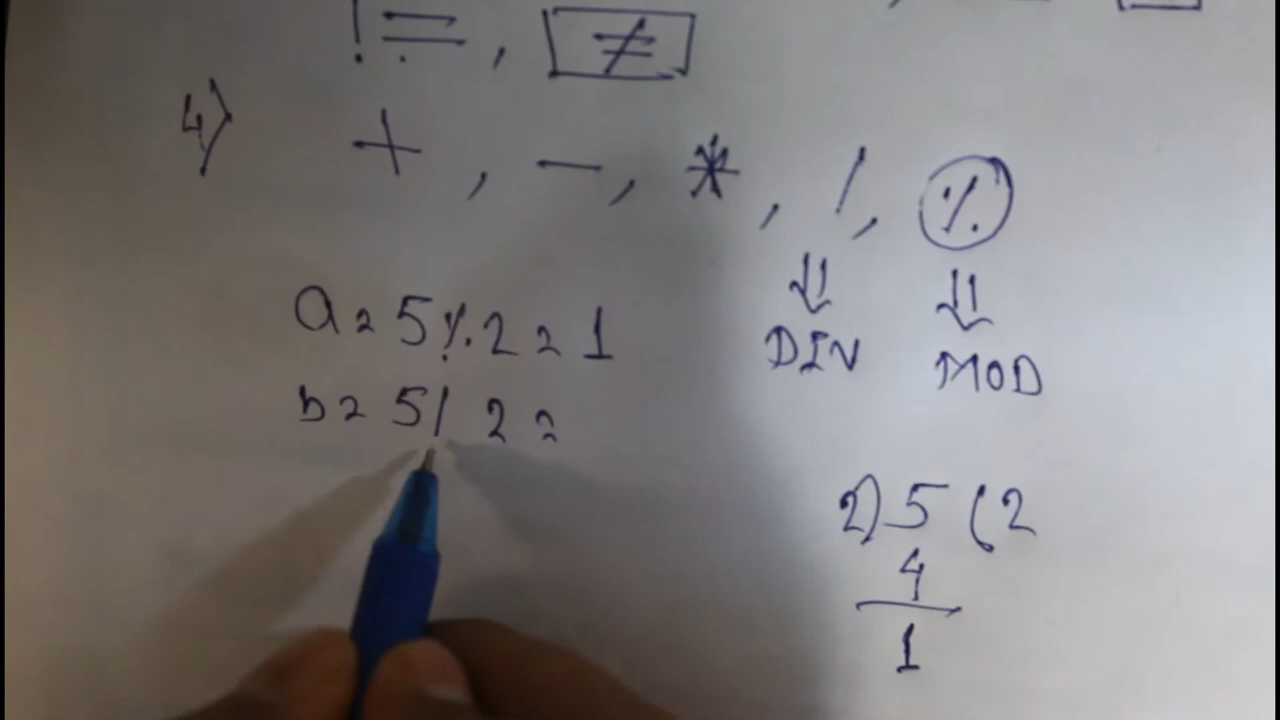 !=, ≠
4) +, -, *, /, %
⇓ ⇓
DIV MOD
a = 5 % 2 = 1
b = 5 / 2 =
2) 5 (2
4
1